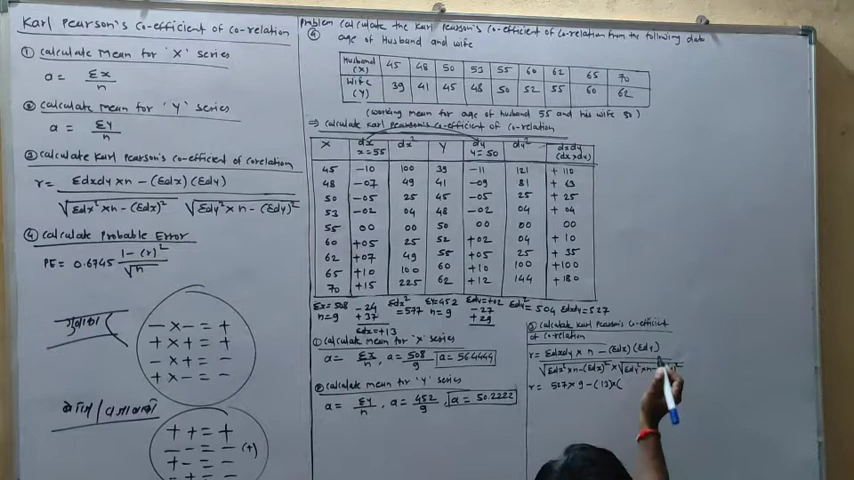 Karl Pearson's Co-efficient of Co-relation
① Calculate Mean for 'X' series
a = Σx / n
② Calculate mean for 'Y' series
a = Σy / n
③ Calculate Karl Pearson's Co-efficient of Corelation
r = Σdxdy x n - (Σdx) (Σdy) / √Σdx² x n - (Σdx)² √Σdy² x n - (Σdy)²
④ Calculate Probable Error
PE = 0.6745 1 - (r)² / √n
गुणाकार
- x - = +
+ x + = +
- x + = -
+ x - = -
+ + = +
- - = - (+)
+ - = -
Problem Calculate the Karl Pearson's Co-efficient of Co-relation from the following data
④ age of Husband and wife
Husband (X) 45 48 50 53 55 60 62 65 70
Wife (Y) 39 41 45 48 50 52 55 60 62
(working mean for age of husband 55 and his wife 50)
⇒ Calculate Karl Pearson's Co-efficient of Co-relation
X dx x=55 dx² Y dy y=50 dy² dxdy (dx x dy)
45 -10 100 39 -11 121 +110
48 -07 49 41 -09 81 + 63
50 -05 25 45 -05 25 + 25
53 -02 04 48 -02 04 + 04
55 00 00 50 00 00 00
60 +05 25 52 +02 04 + 10
62 +07 49 55 +05 25 + 35
65 +10 100 60 +10 100 +100
70 +15 225 62 +12 144 +180
Σx = 508 -24 Σdx² = 577 Σy=452 Σdy=+02 Σdy² = 504 Σdxdy = 527
n=9 +37 n=9 -27
Σdx=+13 +29
① Calculate mean for 'X' series
a = Σx / n , a = 508 / 9 = a = 56.4444
② Calculate mean for 'Y' series
a = Σy / n , a = 452 / 9 , a = 50.2222
③ Calculate Karl Pearson's Co-efficient
of Co-relation
r = Σdxdy x n - (Σdx) (Σdy)
√Σdx² x n - (Σdx)² x √Σdy² x n -
r = 527 x 9 - (13) x (